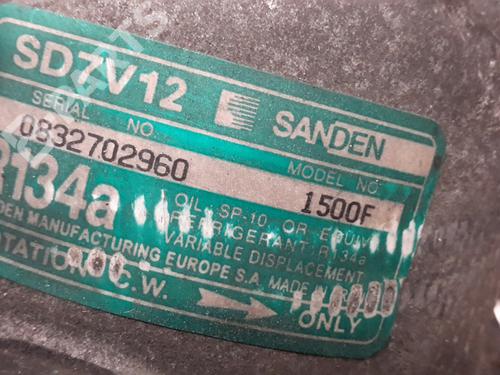 SD7V12 SANDEN
SERIAL NO. MODEL NO.
0832702960 1500F
R134a OIL: SP-10 OR EQUIV
REFRIGERANT: R134a
VARIABLE DISPLACEMENT
DEN MANUFACTURING EUROPE S.A. MADE IN
OTATION C.W. ONLY